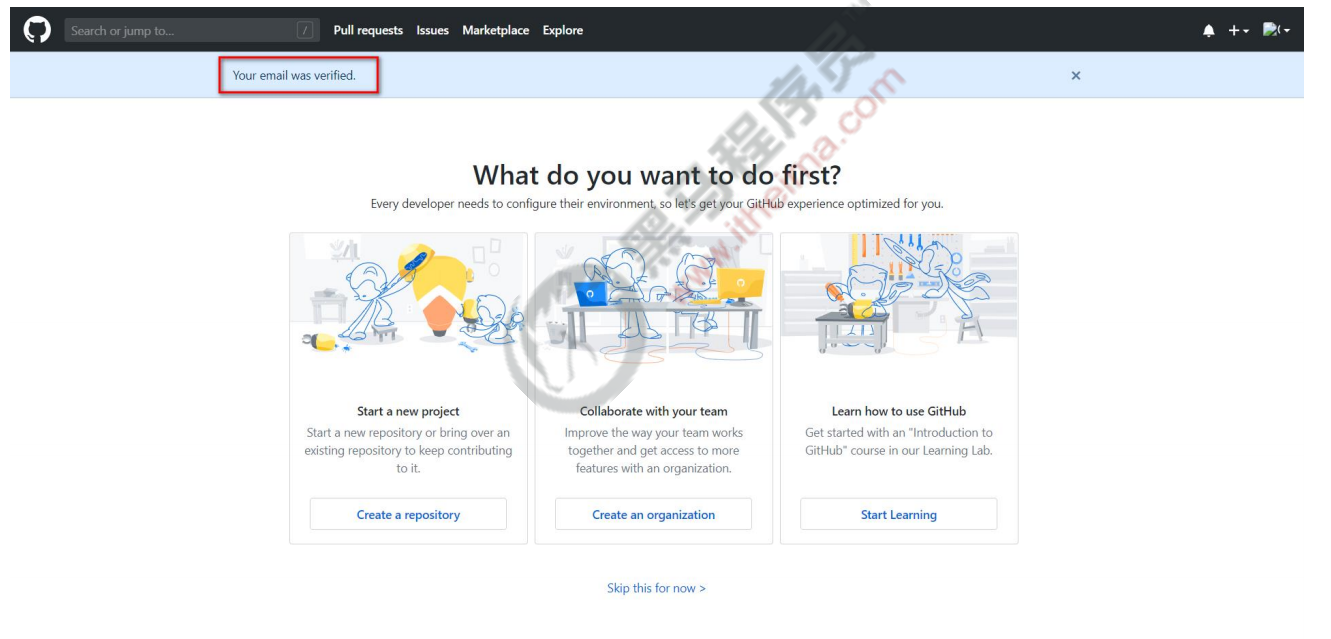 Search or jump to...
/
Pull requests Issues Marketplace Explore
Your email was verified.
What do you want to do first?
Every developer needs to configure their environment, so let's get your GitHub experience optimized for you.
Start a new project
Start a new repository or bring over an
existing repository to keep contributing
to it.
Create a repository
Collaborate with your team
Improve the way your team works
together and get access to more
features with an organization.
Create an organization
Learn how to use GitHub
Get started with an "Introduction to
GitHub" course in our Learning Lab.
Start Learning
Skip this for now >
黑马程序员
www.itheima.com